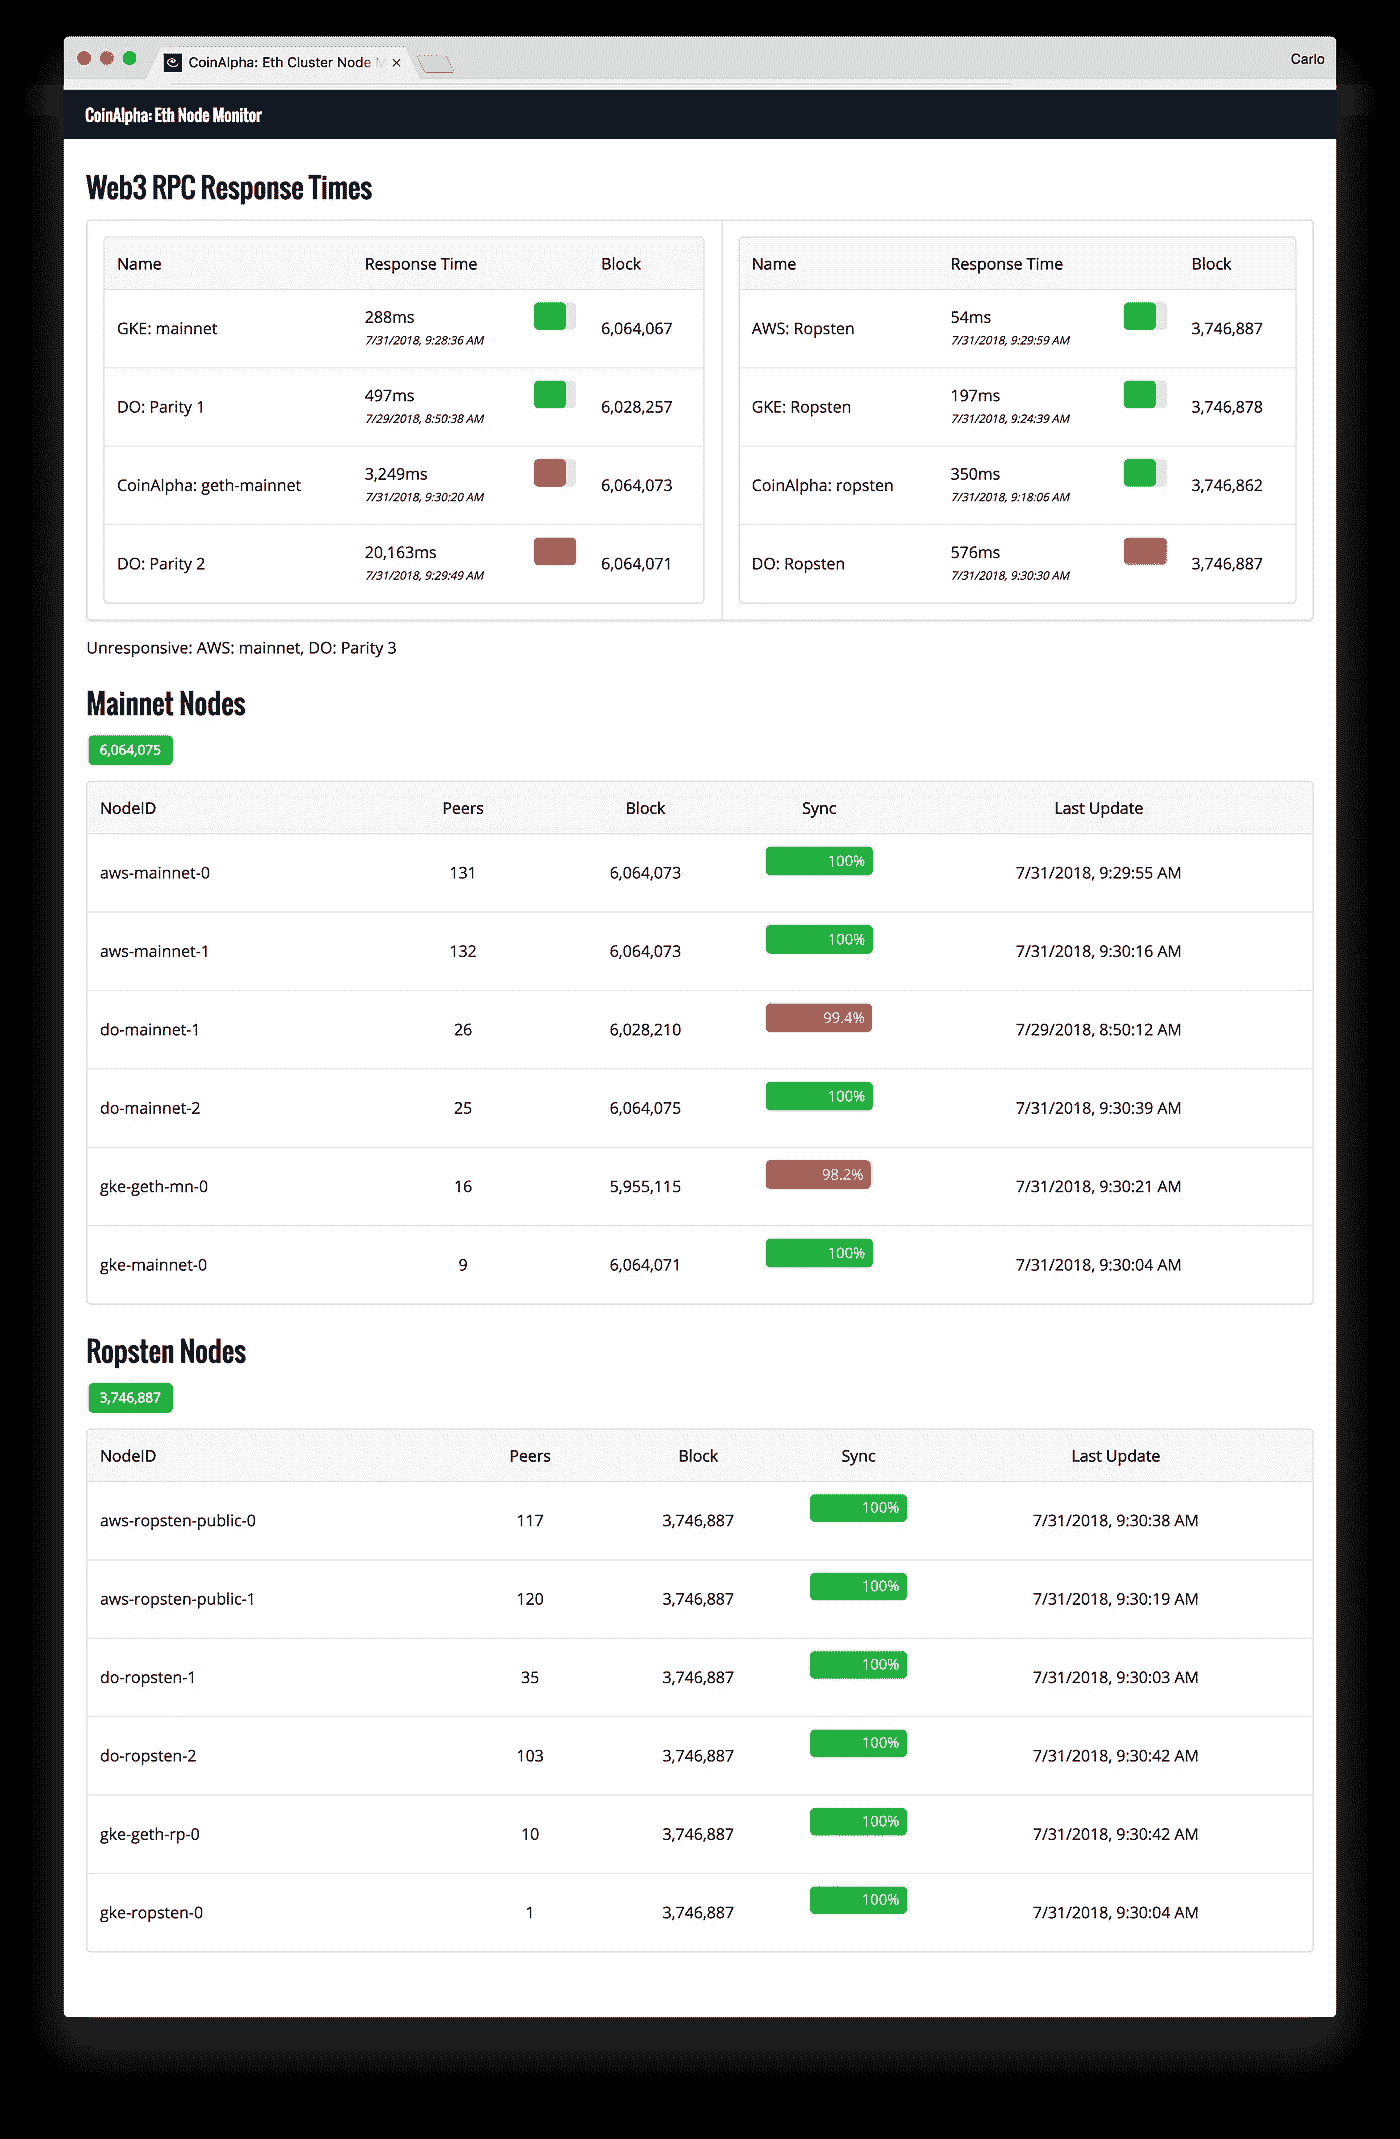 CoinAlpha: Eth Cluster Node M
Carlo
CoinAlpha: Eth Node Monitor
Web3 RPC Response Times
Name Response Time Block
GKE: mainnet 288ms 6,064,067
7/31/2018, 9:28:36 AM
DO: Parity 1 497ms 6,028,257
7/29/2018, 8:50:38 AM
CoinAlpha: geth-mainnet 3,249ms 6,064,073
7/31/2018, 9:30:20 AM
DO: Parity 2 20,163ms 6,064,071
7/31/2018, 9:29:49 AM
Name Response Time Block
AWS: Ropsten 54ms 3,746,887
7/31/2018, 9:29:59 AM
GKE: Ropsten 197ms 3,746,878
7/31/2018, 9:24:39 AM
CoinAlpha: ropsten 350ms 3,746,862
7/31/2018, 9:18:06 AM
DO: Ropsten 576ms 3,746,887
7/31/2018, 9:30:30 AM
Unresponsive: AWS: mainnet, DO: Parity 3
Mainnet Nodes
6,064,075
NodeID Peers Block Sync Last Update
aws-mainnet-0 131 6,064,073 100% 7/31/2018, 9:29:55 AM
aws-mainnet-1 132 6,064,073 100% 7/31/2018, 9:30:16 AM
do-mainnet-1 26 6,028,210 99.4% 7/29/2018, 8:50:12 AM
do-mainnet-2 25 6,064,075 100% 7/31/2018, 9:30:39 AM
gke-geth-mn-0 16 5,955,115 98.2% 7/31/2018, 9:30:21 AM
gke-mainnet-0 9 6,064,071 100% 7/31/2018, 9:30:04 AM
Ropsten Nodes
3,746,887
NodeID Peers Block Sync Last Update
aws-ropsten-public-0 117 3,746,887 100% 7/31/2018, 9:30:38 AM
aws-ropsten-public-1 120 3,746,887 100% 7/31/2018, 9:30:19 AM
do-ropsten-1 35 3,746,887 100% 7/31/2018, 9:30:03 AM
do-ropsten-2 103 3,746,887 100% 7/31/2018, 9:30:42 AM
gke-geth-rp-0 10 3,746,887 100% 7/31/2018, 9:30:42 AM
gke-ropsten-0 1 3,746,887 100% 7/31/2018, 9:30:04 AM